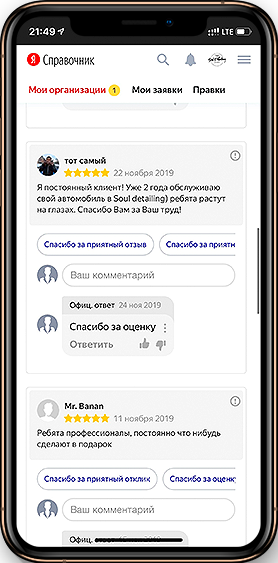 21:49
LTE
Я Справочник
Мои организации 1 Мои заявки Правки
тот самый
22 ноября 2019
Я постоянный клиент! Уже 2 года обслуживаю
свой автомобиль в Soul detailing) ребята растут
на глазах. Спасибо Вам за Ваш труд!
Спасибо за приятный отзыв Спасибо за приятн
Ваш комментарий
Офиц. ответ 24 ноя 2019
Спасибо за оценку
Ответить
Mr. Banan
11 ноября 2019
Ребята профессионалы, постоянно что нибудь
сделают в подарок
Спасибо за приятный отклик Спасибо за оценк
Ваш комментарий
Офиц.
2019